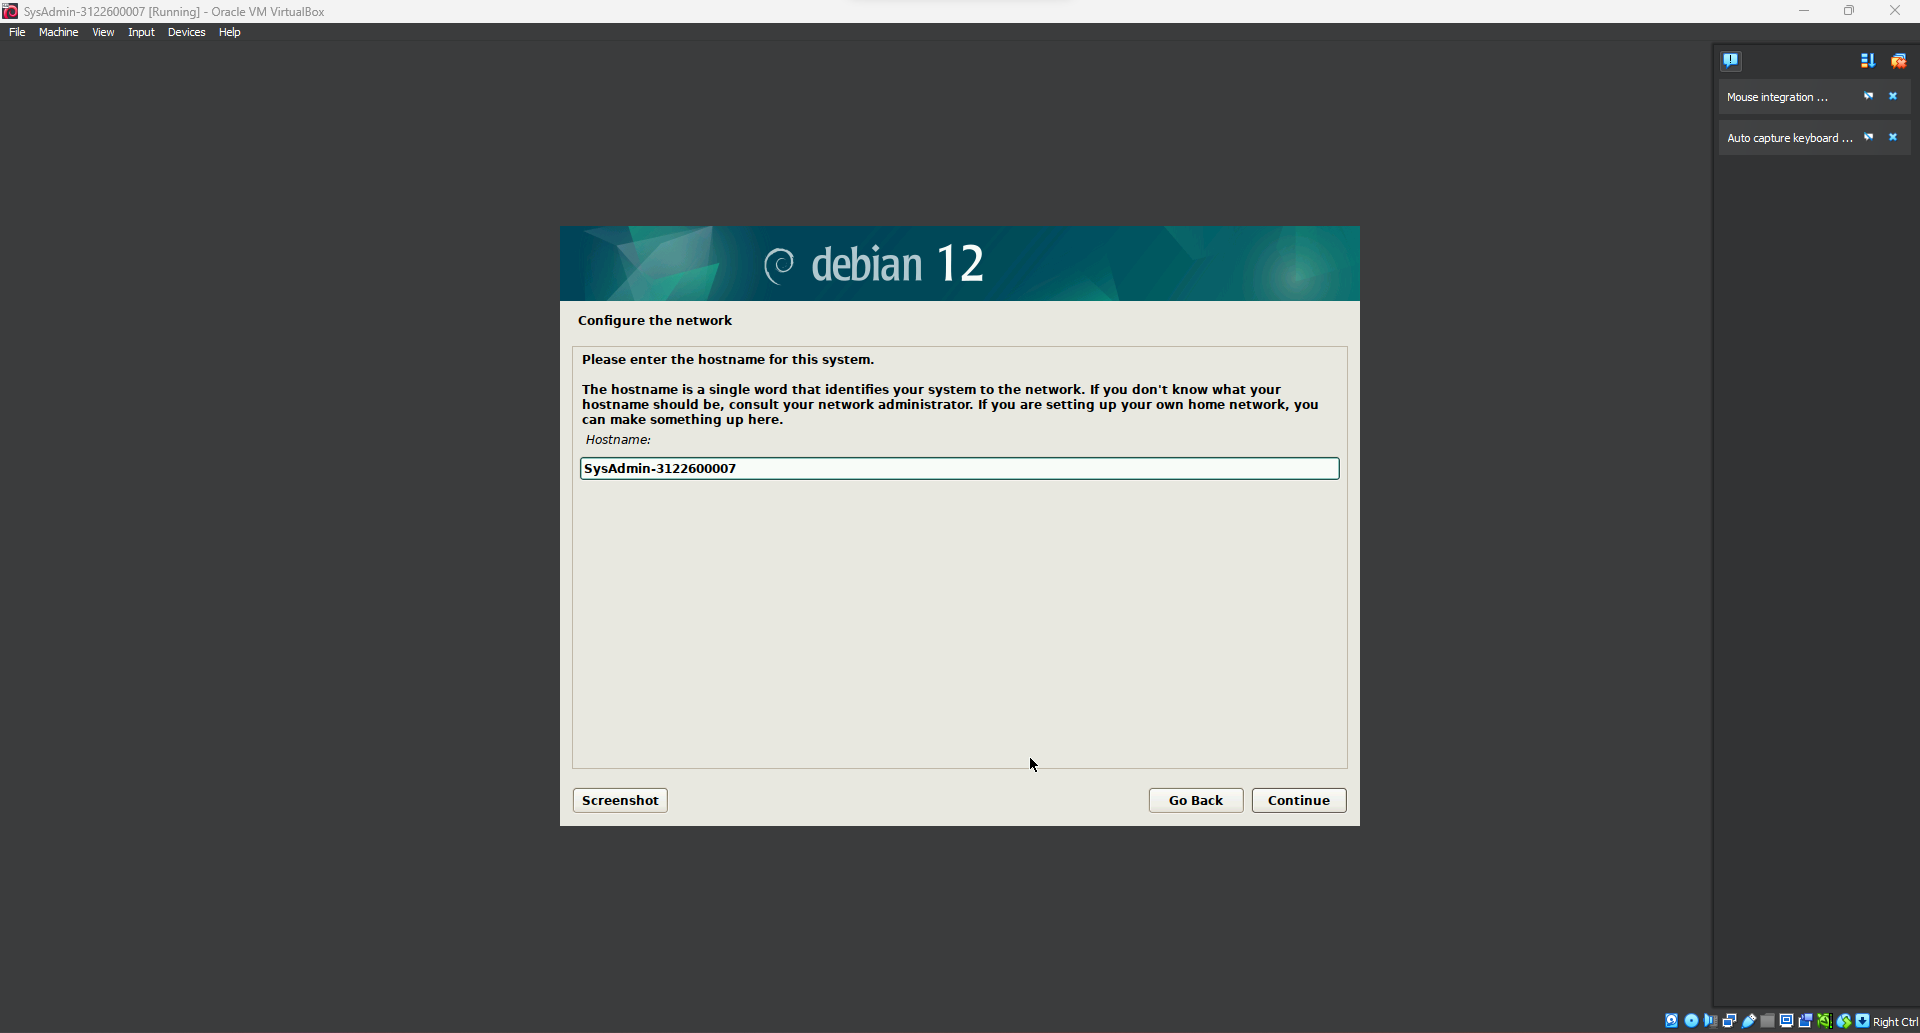 SysAdmin-3122600007 [Running] - Oracle VM VirtualBox
File Machine View Input Devices Help
Mouse integration ...
Auto capture keyboard ...
debian 12
Configure the network
Please enter the hostname for this system.
The hostname is a single word that identifies your system to the network. If you don't know what your
hostname should be, consult your network administrator. If you are setting up your own home network, you
can make something up here.
Hostname:
SysAdmin-3122600007
Screenshot
Go Back
Continue
Right Ctrl